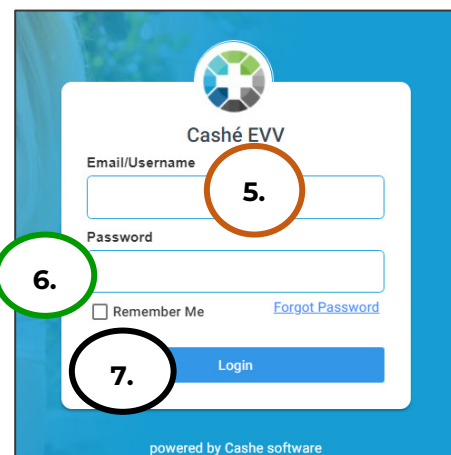 Cashé EVV
Email/Username
5.
Password
6.
Remember Me
Forgot Password
7.
Login
powered by Cashe software